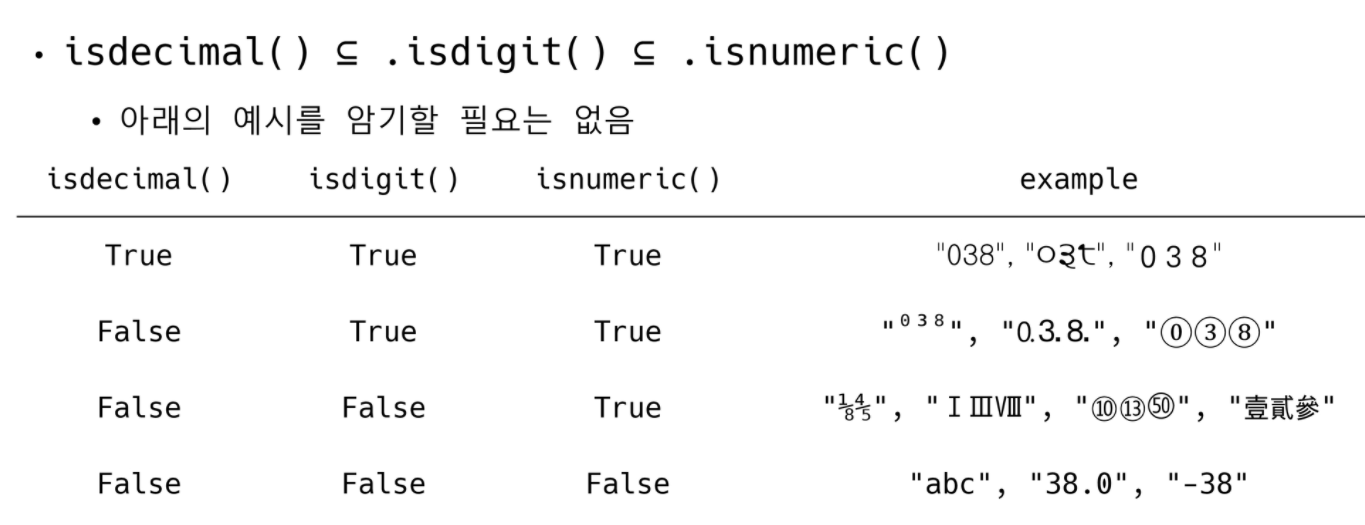 • isdecimal() ⊆ .isdigit() ⊆ .isnumeric()
• 아래의 예시를 암기할 필요는 없음
isdecimal() isdigit() isnumeric() example
True True True "038", "੦੩੮", "０３８"
False True True "⁰³⁸", "🄀⒊⒏", "⓪③⑧"
False False True "⅛⅘", "ⅠⅢⅧ", "⑩⑬㊿", "壹貳參"
False False False "abc", "38.0", "-38"